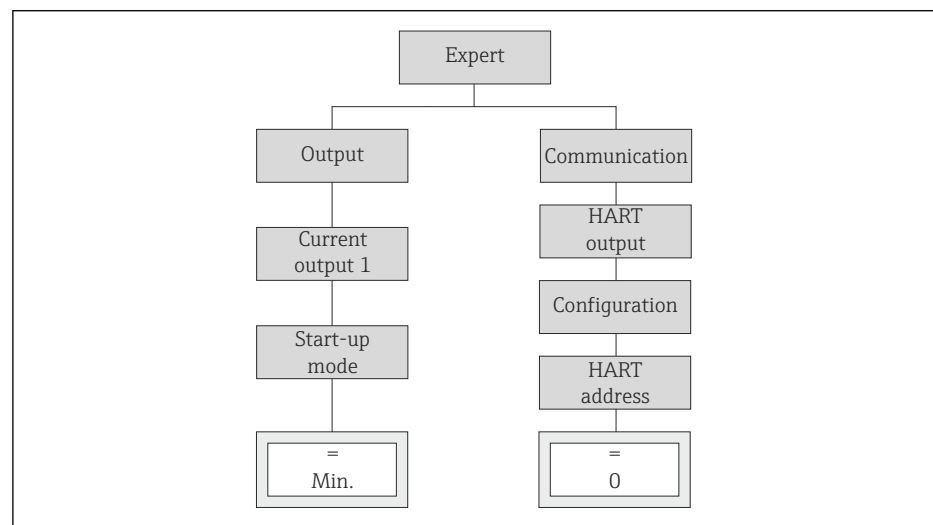 Expert
Output
Current
output 1
Start-up
mode
=
Min.
Communication
HART
output
Configuration
HART
address
=
0